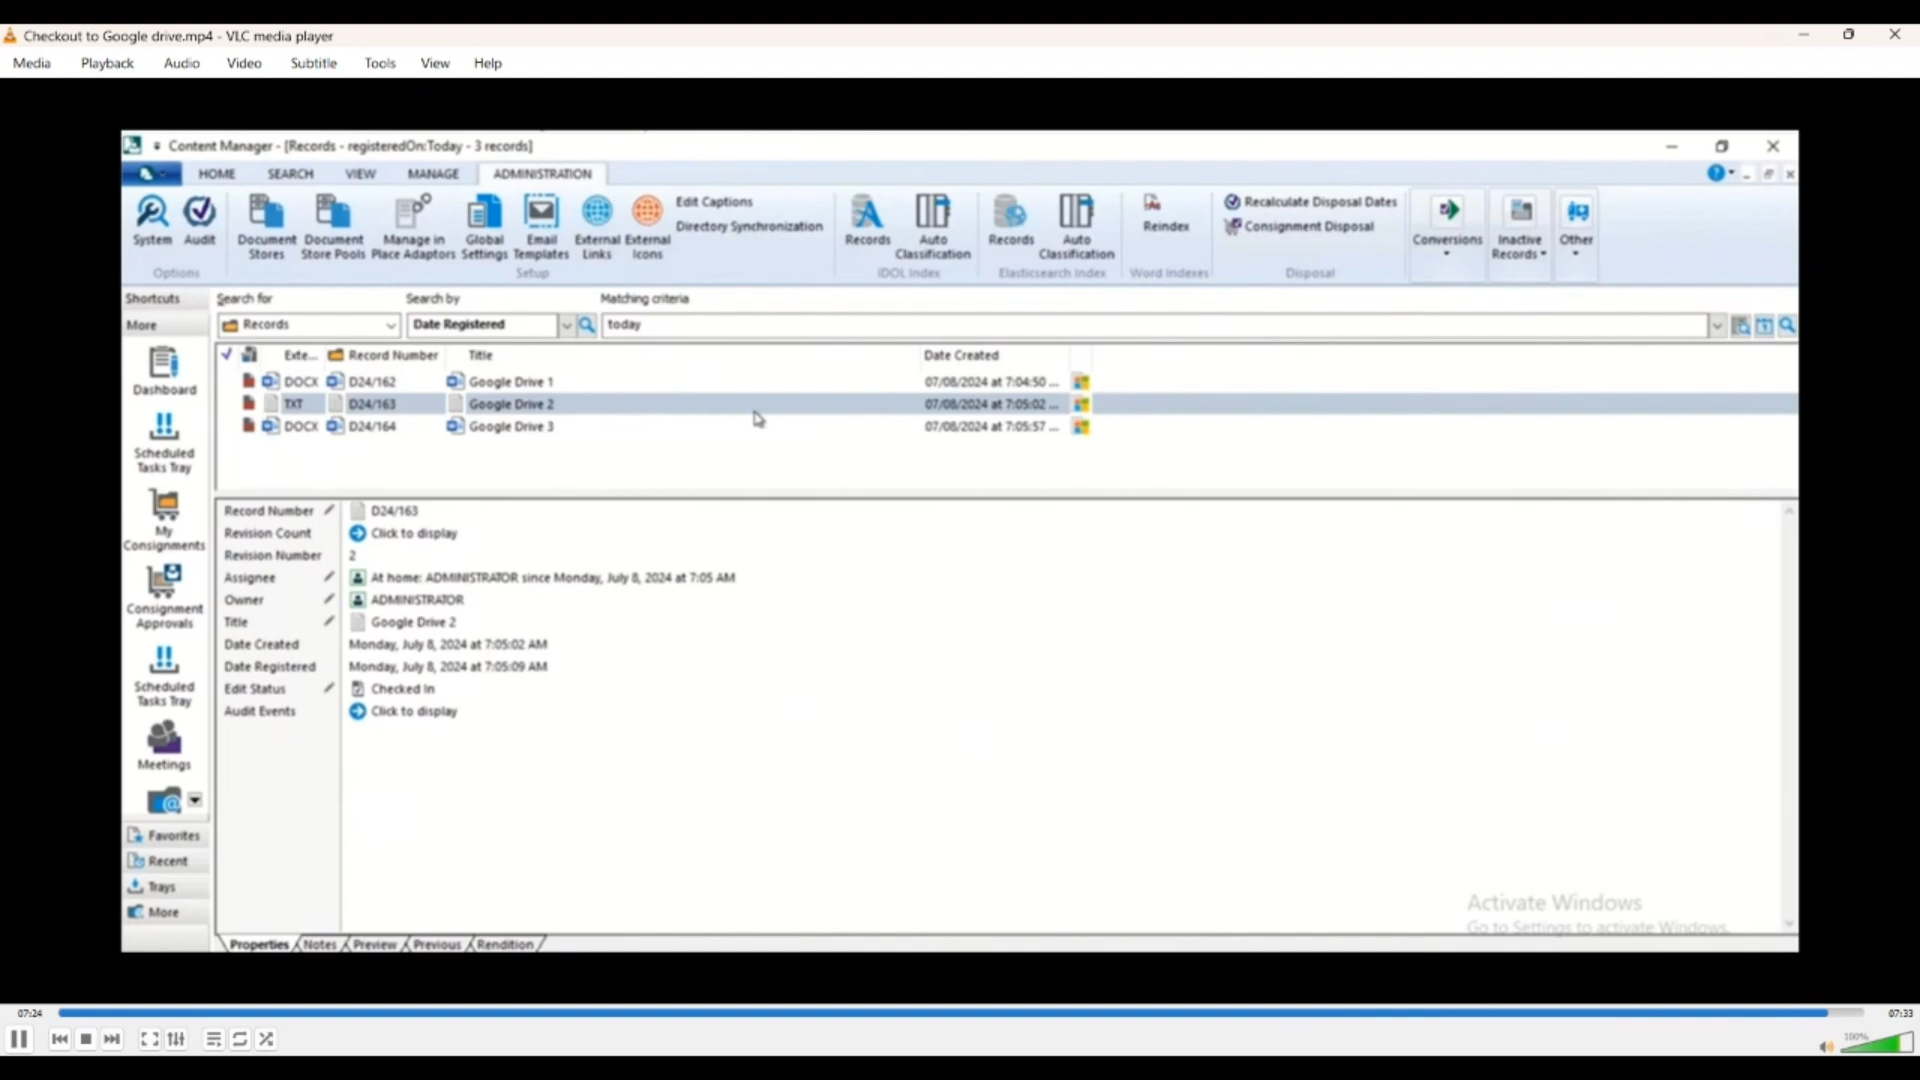 Checkout to Google drive.mp4 - VLC media player
Media Playback Audio Video Subtitle Tools View Help
Content Manager - [Records - registeredOn:Today - 3 records]
HOME SEARCH VIEW MANAGE ADMINISTRATION
System Audit Document Stores Document Store Pools Manage in Place Adaptors Global Settings Email Templates External Links External Icons Edit Captions Directory Synchronization Records Auto Classification Records Auto Classification Reindex Recalculate Disposal Dates Consignment Disposal Conversions Inactive Records Other
Options Setup IDOL Index Elasticsearch Index Word Indexes Disposal
Shortcuts Search for Search by Matching criteria
More Records Date Registered today
Exte... Record Number Title Date Created
DOCX D24/162 Google Drive 1 07/08/2024 at 7:04:50 ...
TXT D24/163 Google Drive 2 07/08/2024 at 7:05:02 ...
DOCX D24/164 Google Drive 3 07/08/2024 at 7:05:57 ...
Dashboard
Scheduled
Tasks Tray
My
Consignments
Consignment
Approvals
Scheduled
Tasks Tray
Meetings
Favorites
Recent
Trays
More
Record Number D24/163
Revision Count Click to display
Revision Number 2
Assignee At home: ADMINISTRATOR since Monday, July 8, 2024 at 7:05 AM
Owner ADMINISTRATOR
Title Google Drive 2
Date Created Monday, July 8, 2024 at 7:05:02 AM
Date Registered Monday, July 8, 2024 at 7:05:09 AM
Edit Status Checked In
Audit Events Click to display
Activate Windows
Go to Settings to activate Windows.
Properties Notes Preview Previous Rendition
07:24 07:33
100%